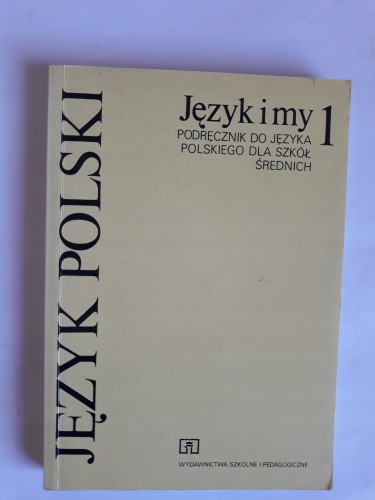 JĘZYK POLSKI
Język i my 1
PODRĘCZNIK DO JĘZYKA
POLSKIEGO DLA SZKÓŁ
ŚREDNICH
WYDAWNICTWA SZKOLNE I PEDAGOGICZNE